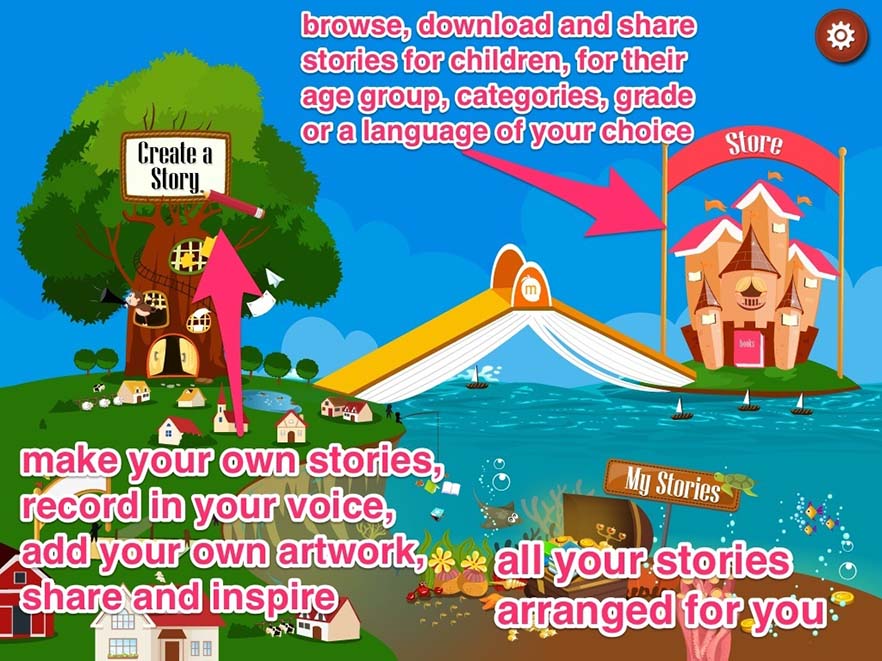 browse, download and share
stories for children, for their
age group, categories, grade
or a language of your choice
Store
Create a
Story
m
books
make your own stories,
record in your voice,
add your own artwork,
share and inspire
My Stories
all your stories
arranged for you